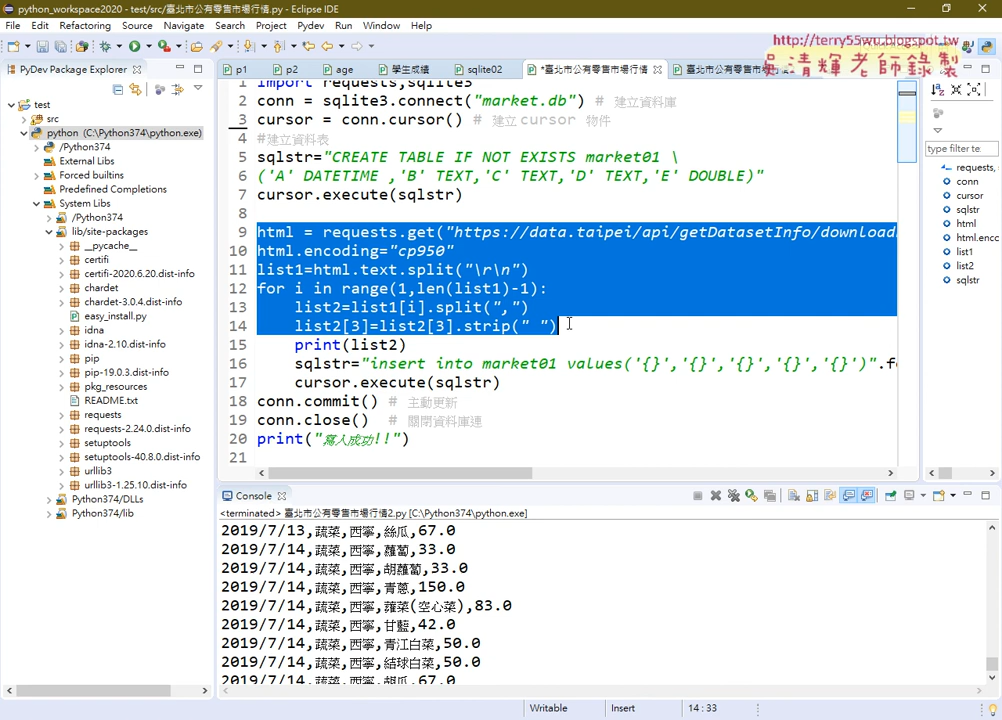 python_workspace2020 - test/src/臺北市公有零售市場行情.py - Eclipse IDE
File Edit Refactoring Source Navigate Search Project Pydev Run Window Help
http://terry55wu.blogspot.tw
吳清輝老師錄製
PyDev Package Explorer
p1 p2 age 學生成績 sqlite02 *臺北市公有零售市場行情 臺北市公有零售市
test
src
python (C:\Python374\python.exe)
/Python374
External Libs
Forced builtins
Predefined Completions
System Libs
/Python374
lib/site-packages
__pycache__
certifi
certifi-2020.6.20.dist-info
chardet
chardet-3.0.4.dist-info
easy_install.py
idna
idna-2.10.dist-info
pip
pip-19.0.3.dist-info
pkg_resources
README.txt
requests
requests-2.24.0.dist-info
setuptools
setuptools-40.8.0.dist-info
urllib3
urllib3-1.25.10.dist-info
Python374/DLLs
Python373/lib
1 import requests,sqlite3
2 conn = sqlite3.connect("market.db") # 建立資料庫
3 cursor = conn.cursor() # 建立 cursor 物件
4 #建立資料表
5 sqlstr="CREATE TABLE IF NOT EXISTS market01 \
6 ('A' DATETIME ,'B' TEXT,'C' TEXT,'D' TEXT,'E' DOUBLE)"
7 cursor.execute(sqlstr)
8
9 html = requests.get("https://data.taipei/api/getDatasetInfo/download
10 html.encoding="cp950"
11 list1=html.text.split("\r\n")
12 for i in range(1,len(list1)-1):
13 list2=list1[i].split(",")
14 list2[3]=list2[3].strip(" ")
15 print(list2)
16 sqlstr="insert into market01 values('{}','{}','{}','{}','{}')".f
17 cursor.execute(sqlstr)
18 conn.commit() # 主動更新
19 conn.close() # 關閉資料庫連
20 print("寫入成功!!")
21
type filter te:
requests,
conn
cursor
sqlstr
html
html.enco
list1
list2
sqlstr
Console
<terminated> 臺北市公有零售市場行情2.py [C:\Python374\python.exe]
2019/7/13,蔬菜,西寧,絲瓜,67.0
2019/7/14,蔬菜,西寧,蘿蔔,33.0
2019/7/14,蔬菜,西寧,胡蘿蔔,33.0
2019/7/14,蔬菜,西寧,青蔥,150.0
2019/7/14,蔬菜,西寧,蕹菜(空心菜),83.0
2019/7/14,蔬菜,西寧,甘藍,42.0
2019/7/14,蔬菜,西寧,青江白菜,50.0
2019/7/14,蔬菜,西寧,結球白菜,50.0
2019/7/14,蔬菜,西寧,胡瓜,67.0
Writable Insert 14 : 33